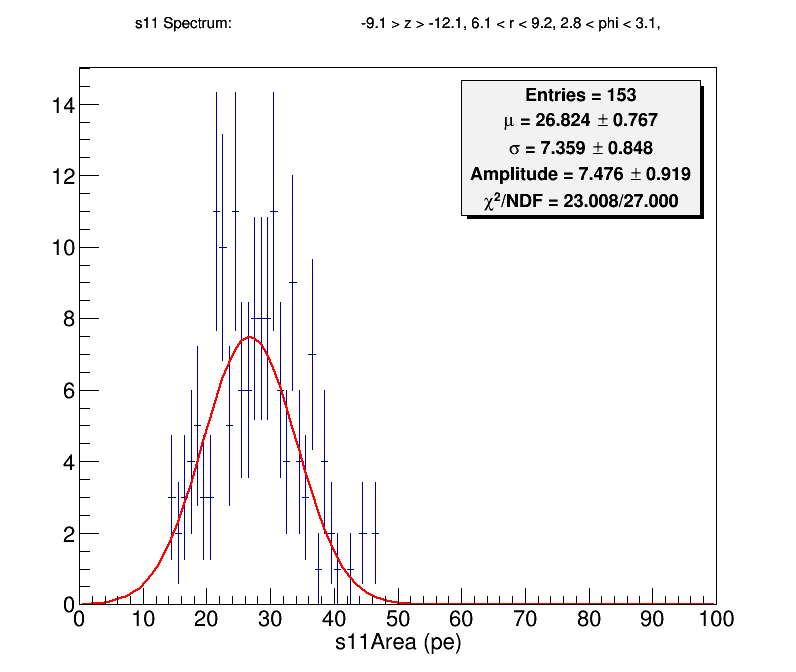 s11 Spectrum: -9.1 > z > -12.1, 6.1 < r < 9.2, 2.8 < phi < 3.1,
Entries = 153
μ = 26.824 ± 0.767
σ = 7.359 ± 0.848
Amplitude = 7.476 ± 0.919
χ²/NDF = 23.008/27.000
14
12
10
8
6
4
2
0
0 10 20 30 40 50 60 70 80 90 100
s11Area (pe)